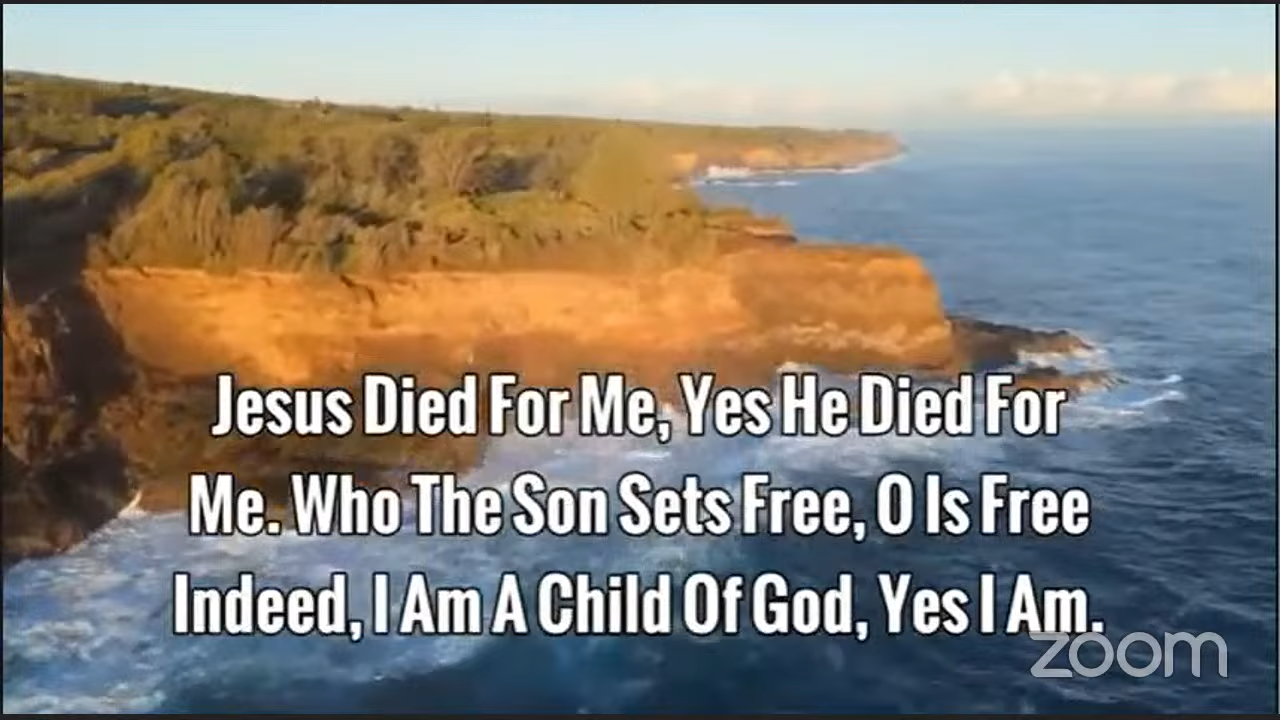 Jesus Died For Me, Yes He Died For
Me. Who The Son Sets Free, O Is Free
Indeed, I Am A Child Of God, Yes I Am.
zoom